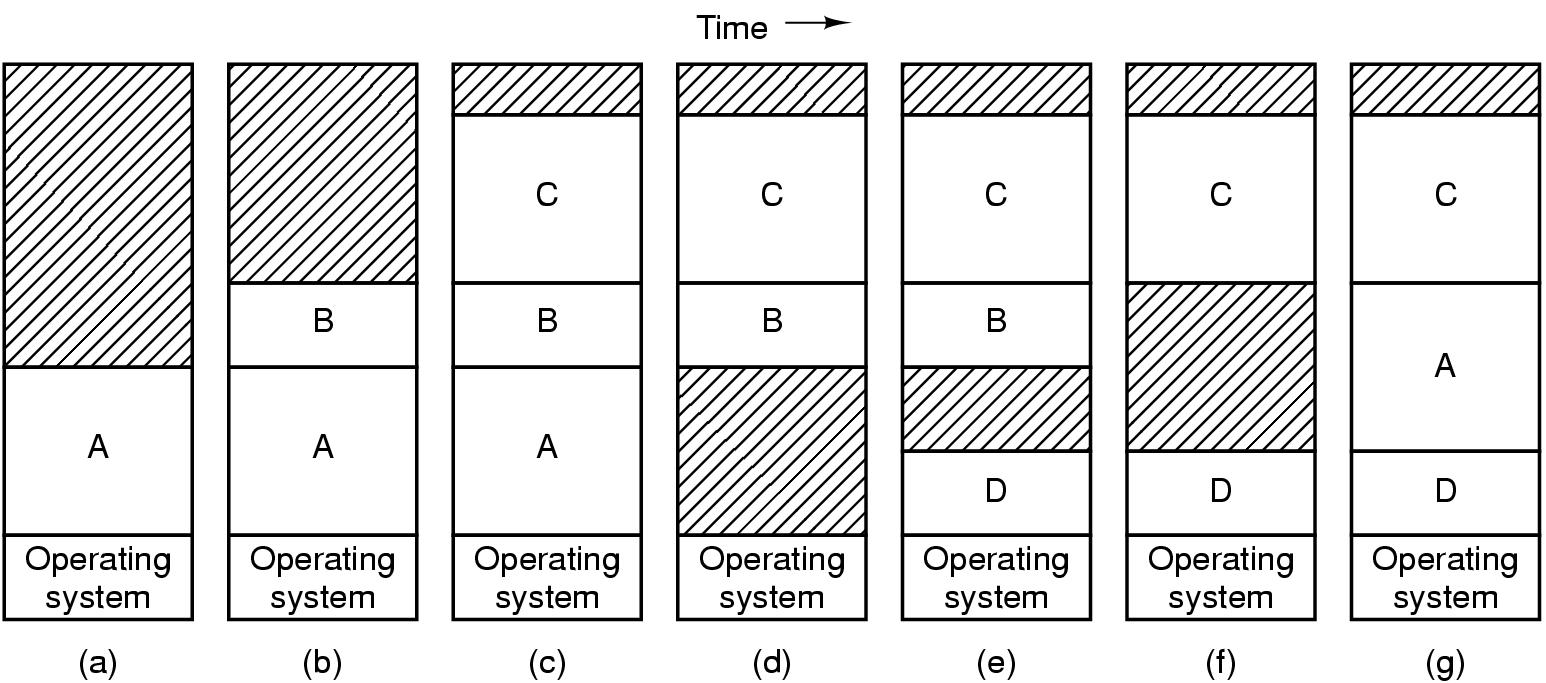 Time
C
C
C
C
C
B
B
B
B
A
A
A
A
D
D
D
Operating
system
Operating
system
Operating
system
Operating
system
Operating
system
Operating
system
Operating
system
(a)
(b)
(c)
(d)
(e)
(f)
(g)